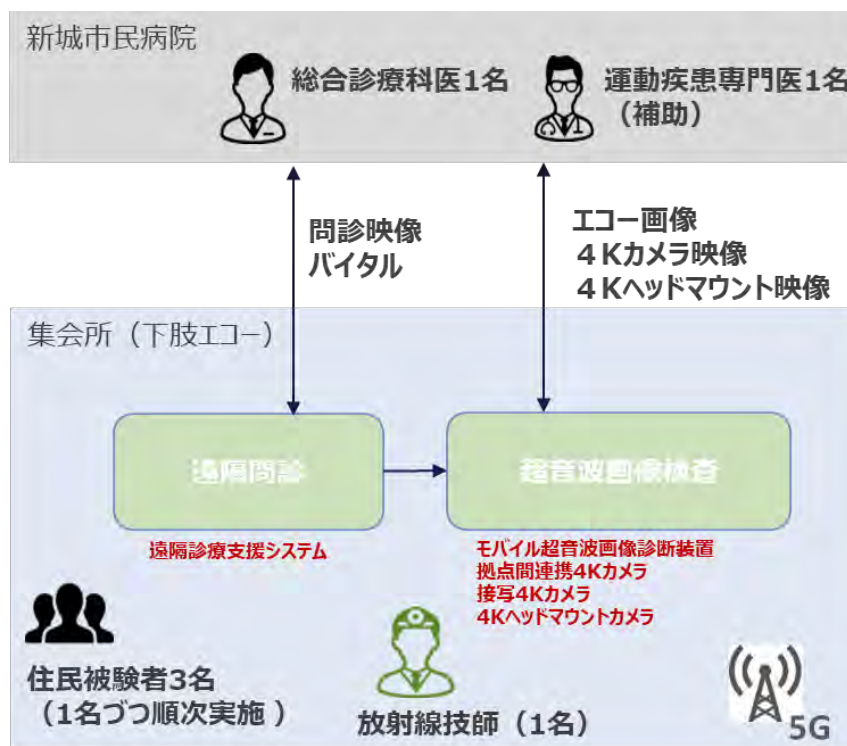 新城市民病院
総合診療科医1名
運動疾患専門医1名
（補助）
問診映像
バイタル
エコー画像
４Kカメラ映像
４Kヘッドマウント映像
集会所（下肢エコー）
遠隔問診
超音波画像検査
遠隔診療支援システム
モバイル超音波画像診断装置
拠点間連携4Kカメラ
接写4Kカメラ
4Kヘッドマウントカメラ
住民被験者3名
（1名づつ順次実施 ）
放射線技師（1名）
5G